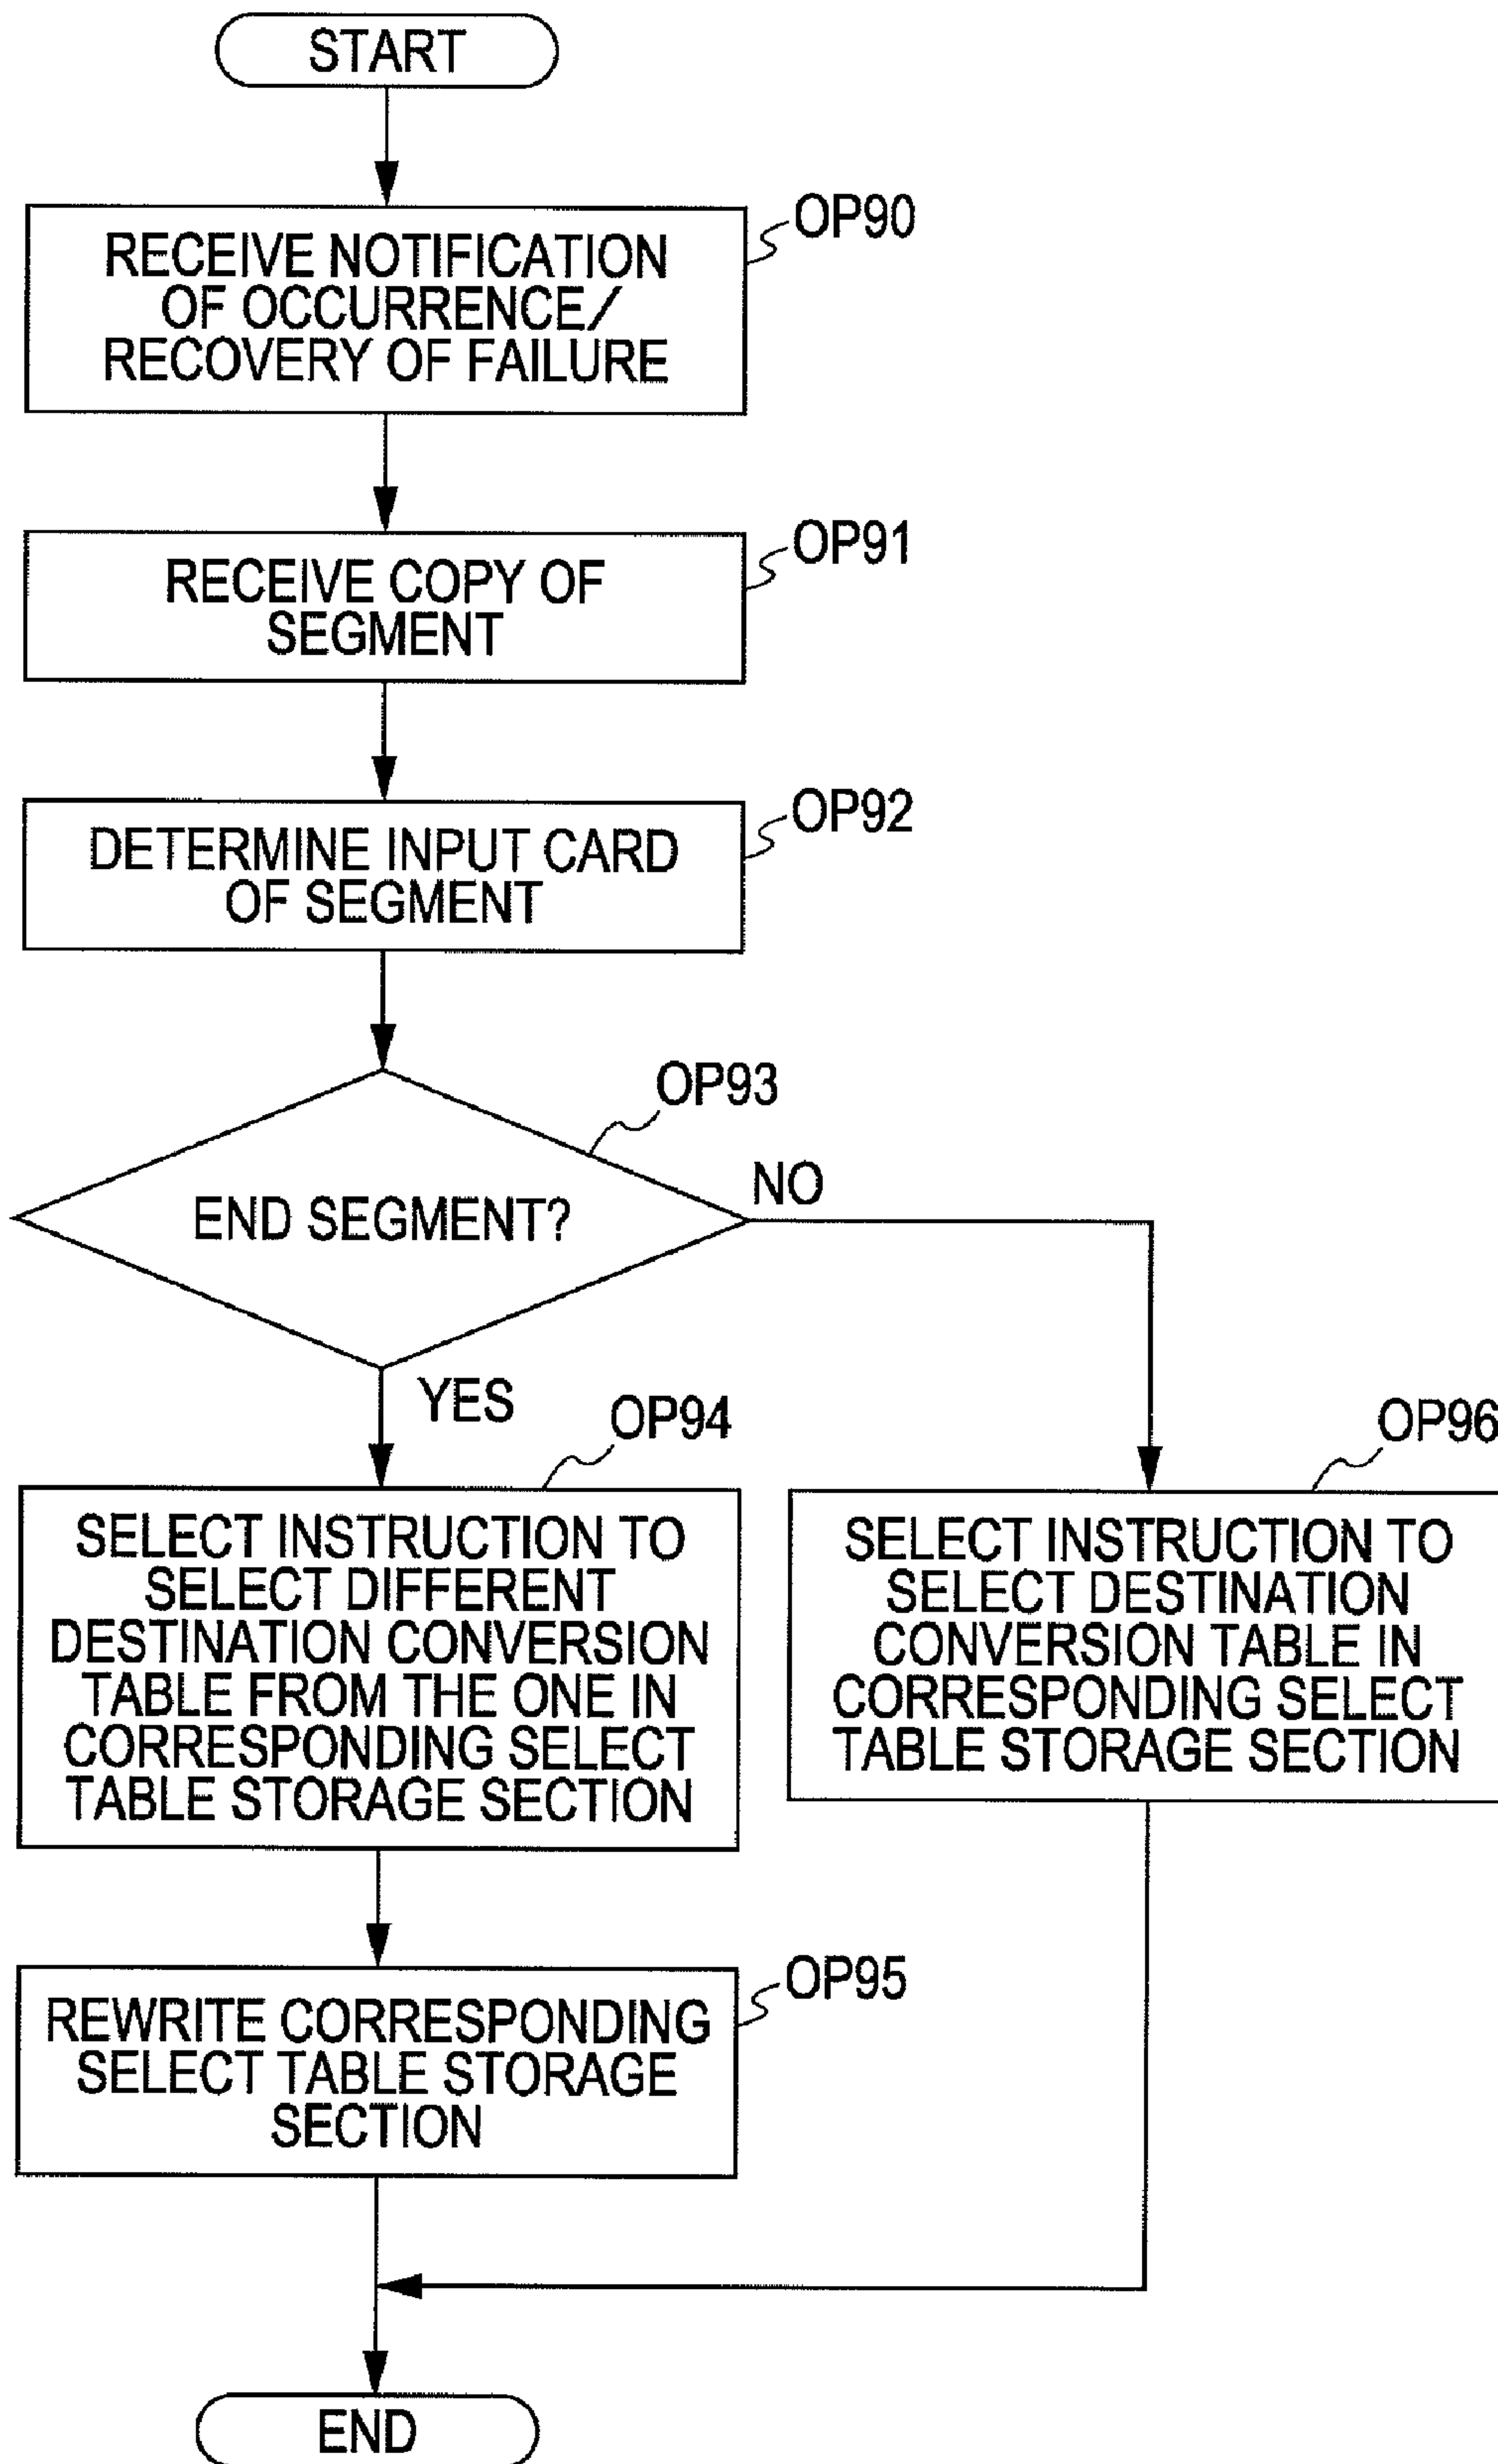 START
OP90
RECEIVE NOTIFICATION
OF OCCURRENCE/
RECOVERY OF FAILURE
OP91
RECEIVE COPY OF
SEGMENT
OP92
DETERMINE INPUT CARD
OF SEGMENT
OP93
END SEGMENT?
NO
YES
OP94
SELECT INSTRUCTION TO
SELECT DIFFERENT
DESTINATION CONVERSION
TABLE FROM THE ONE IN
CORRESPONDING SELECT
TABLE STORAGE SECTION
OP96
SELECT INSTRUCTION TO
SELECT DESTINATION
CONVERSION TABLE IN
CORRESPONDING SELECT
TABLE STORAGE SECTION
OP95
REWRITE CORRESPONDING
SELECT TABLE STORAGE
SECTION
END